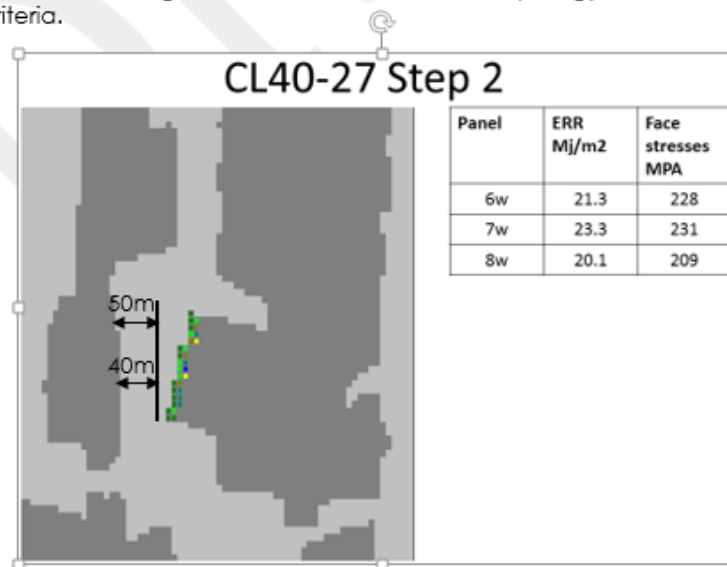 riteria.
CL40-27 Step 2
Panel ERR Mj/m2 Face stresses MPA
6w 21.3 228
7w 23.3 231
8w 20.1 209
50m
40m